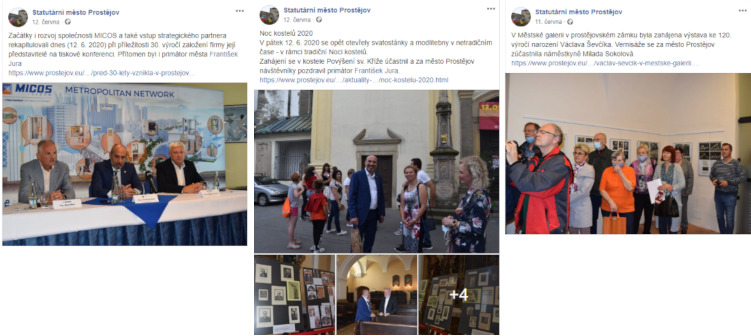 Statutární město Prostějov
12. června
Začátky i rozvoj společnosti MICOS a také vstup strategického partnera
rekapitulovali dnes (12. 6. 2020) při příležitosti 30. výročí založení firmy její
představitelé na tiskové konferenci. Přítomen byl i primátor města František
Jura.
https://www.prostejov.eu/.../pred-30-lety-vznikla-v-prostejov...
MICOS
METROPOLITAN NETWORK
Statutární město Prostějov
12. června
Noc kostelů 2020
V pátek 12. 6. 2020 se opět otevřely svatostánky a modlitebny v netradičním
čase - v rámci tradiční Noci kostelů.
Zahájení se v kostele Povýšení sv. Kříže účastnil a za město Prostějov
návštěvníky pozdravil primátor František Jura.
https://www.prostejov.eu/.../aktuality-.../noc-kostelu-2020.html
+4
Statutární město Prostějov
11. června
V Městské galerii v prostějovském zámku byla zahájena výstava ke 120.
výročí narození Václava Ševčíka. Vernisáže se za město Prostějov
zúčastnila náměstkyně Milada Sokolová.
https://www.prostejov.eu/.../vaclav-sevcik-v-mestske-galerii...